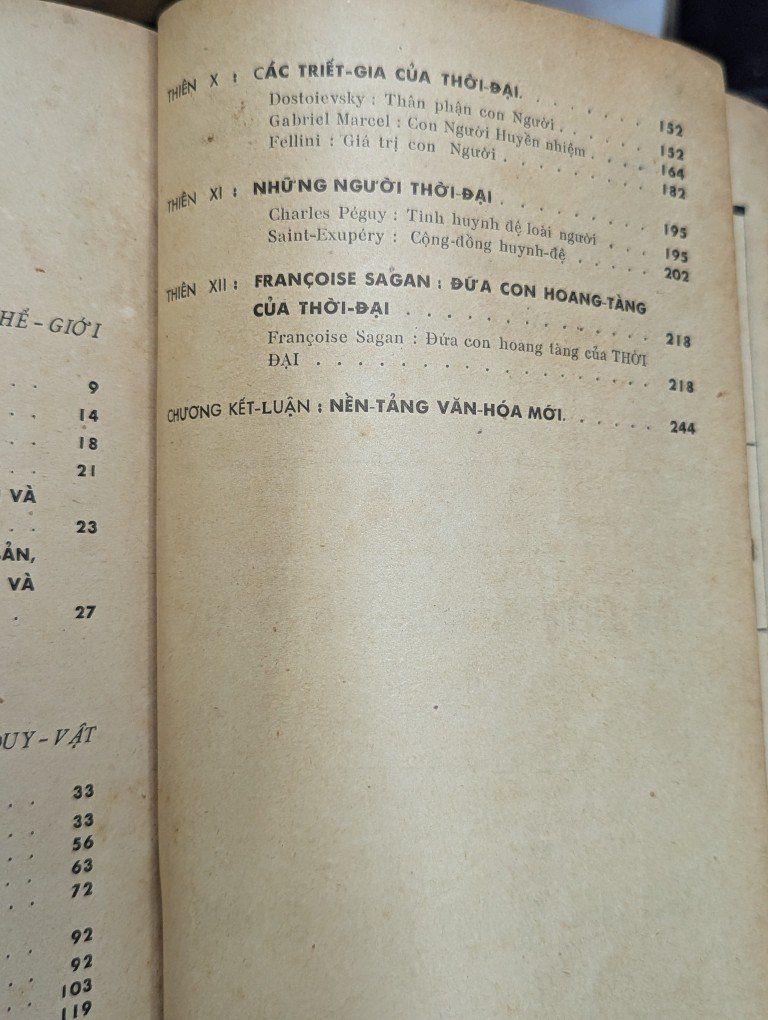 HỀ-GIỚI
. . 9
. . 14
. . 18
. . 21
VÀ
. . 23
ẢN,
VÀ
. 27
DUY-VẬT
. . 33
. . 33
. . 56
. . 63
. . 72
. . 92
. . 92
. . 103
. . 119
THIÊN X : CÁC TRIẾT-GIA CỦA THỜI-ĐẠI. . . . . . . 152
Dostoievsky : Thân phận con Người . . . . . 152
Gabriel Marcel : Con Người Huyền nhiệm . . . . 164
Fellini : Giá trị con Người . . . . . . . . 182
THIÊN XI : NHỮNG NGƯỜI THỜI-ĐẠI . . . . . . . . 195
Charles Péguy : Tình huynh đệ loài người . . . 195
Saint-Exupéry : Cộng-đồng huynh-đệ . . . . . 202
THIÊN XII : FRANÇOISE SAGAN : ĐỨA CON HOANG-TÀNG
CỦA THỜI-ĐẠI . . . . . . . . . . 218
Françoise Sagan : Đứa con hoang tàng của THỜI
ĐẠI . . . . . . . . . . . . . . 218
CHƯƠNG KẾT-LUẬN : NỀN-TẢNG VĂN-HÓA MỚI. . . . . . 244